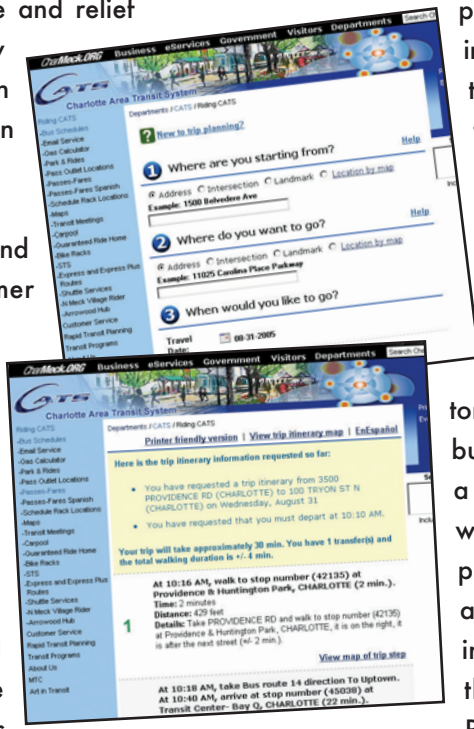 e and relief
y
n
n
nd
mer
e
s
p
in
t
tor
bu
a
w
p
a
in
th
CharMeck.ORG Business eServices Government Visitors Departments Search Ch
CATS
Charlotte Area Transit System
Departments / CATS / Riding CATS
Riding CATS
-Bus Schedules
-Email Service
-Gas Calculator
-Park & Rides
-Pass Outlet Locations
-Passes-Fares
-Passes-Fares Spanish
-Schedule Rack Locations
-Maps
-Transit Meetings
-Carpool
-Guaranteed Ride Home
-Bike Racks
-STS
-Express and Express Plus
Routes
-Shuttle Services
-N Meck Village Rider
-Arrowood Hub
Customer Service
Rapid Transit Planning
Transit Programs
? New to trip planning?
1 Where are you starting from?
Help
Address Intersection Landmark Location by map
Example: 1500 Belvedere Ave
2 Where do you want to go?
Help
Address Intersection Landmark Location by map
Example: 11025 Carolina Place Parkway
3 When would you like to go?
Travel
Date:
08-31-2005
CharMeck.ORG Business eServices Government Visitors Departments Search Ch
CATS
Charlotte Area Transit System
Departments / CATS / Riding CATS
Riding CATS
-Bus Schedules
-Email Service
-Gas Calculator
-Park & Rides
-Pass Outlet Locations
-Passes-Fares
-Passes-Fares Spanish
-Schedule Rack Locations
-Maps
-Transit Meetings
-Carpool
-Guaranteed Ride Home
-Bike Racks
-STS
-Express and Express Plus
Routes
-Shuttle Services
-N Meck Village Rider
-Arrowood Hub
Customer Service
Rapid Transit Planning
Transit Programs
About Us
MTC
Art in Transit
Printer friendly version | View trip itinerary map | EnEspañol
Here is the trip itinerary information requested so far:
• You have requested a trip itinerary from 3500
PROVIDENCE RD (CHARLOTTE) to 100 TRYON ST N
(CHARLOTTE) on Wednesday, August 31
• You have requested that you must depart at 10:10 AM.
Your trip will take approximately 30 min. You have 1 transfer(s) and
the total walking duration is +/- 4 min.
1
At 10:16 AM, walk to stop number (42135) at
Providence & Huntington Park, CHARLOTTE (2 min.).
Time: 2 minutes
Distance: 429 feet
Details: Take PROVIDENCE RD and walk to stop number (42135)
at Providence & Huntington Park, CHARLOTTE, it is on the right, it
is after the next street (+/- 2 min.).
View map of trip step
At 10:18 AM, take Bus route 14 direction To Uptown.
At 10:40 AM, arrive at stop number (45038) at
Transit Center- Bay Q, CHARLOTTE (22 min.).